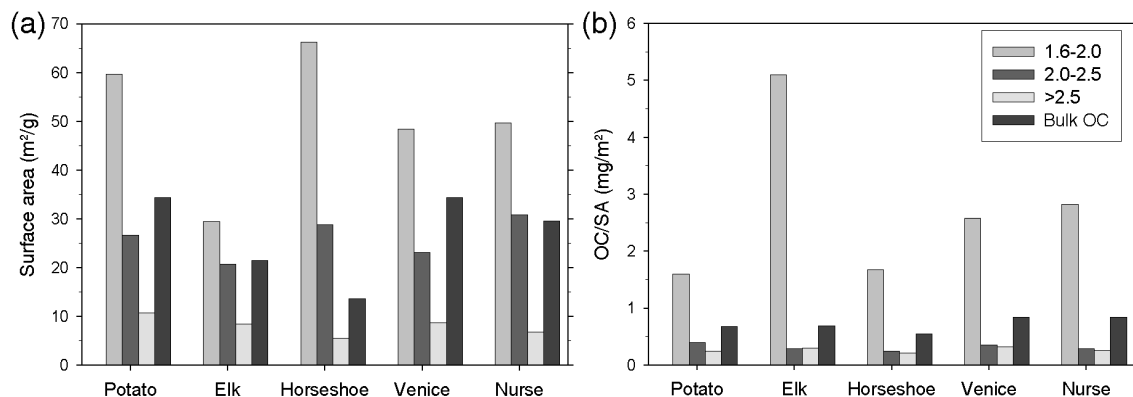 (a)
Surface area (m²/g)
70
60
50
40
30
20
10
0
Potato Elk Horseshoe Venice Nurse
(b)
OC/SA (mg/m²)
6
5
4
3
2
1
0
1.6-2.0
2.0-2.5
>2.5
Bulk OC
Potato Elk Horseshoe Venice Nurse